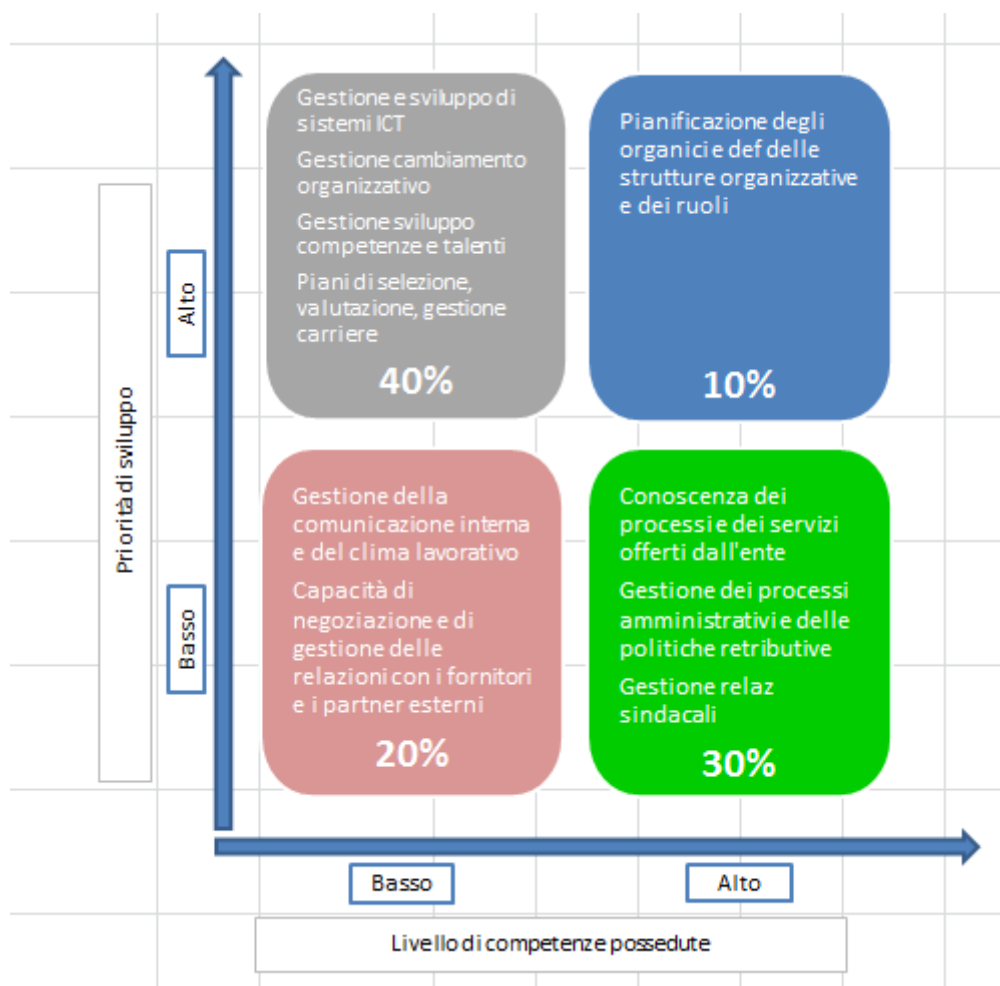 Gestione e sviluppo di
sistemi ICT
Gestione cambiamento
organizzativo
Gestione sviluppo
competenze e talenti
Piani di selezione,
valutazione, gestione
carriere
40%
Pianificazione degli
organici e def delle
strutture organizzative
e dei ruoli
10%
Priorità di sviluppo
Alto
Basso
Gestione della
comunicazione interna
e del clima lavorativo
Capacità di
negoziazione e di
gestione delle
relazioni con i fornitori
e i partner esterni
20%
Conoscenza dei
processi e dei servizi
offerti dall'ente
Gestione dei processi
amministrativi e delle
politiche retributive
Gestione relaz
sindacali
30%
Basso
Alto
Livello di competenze possedute